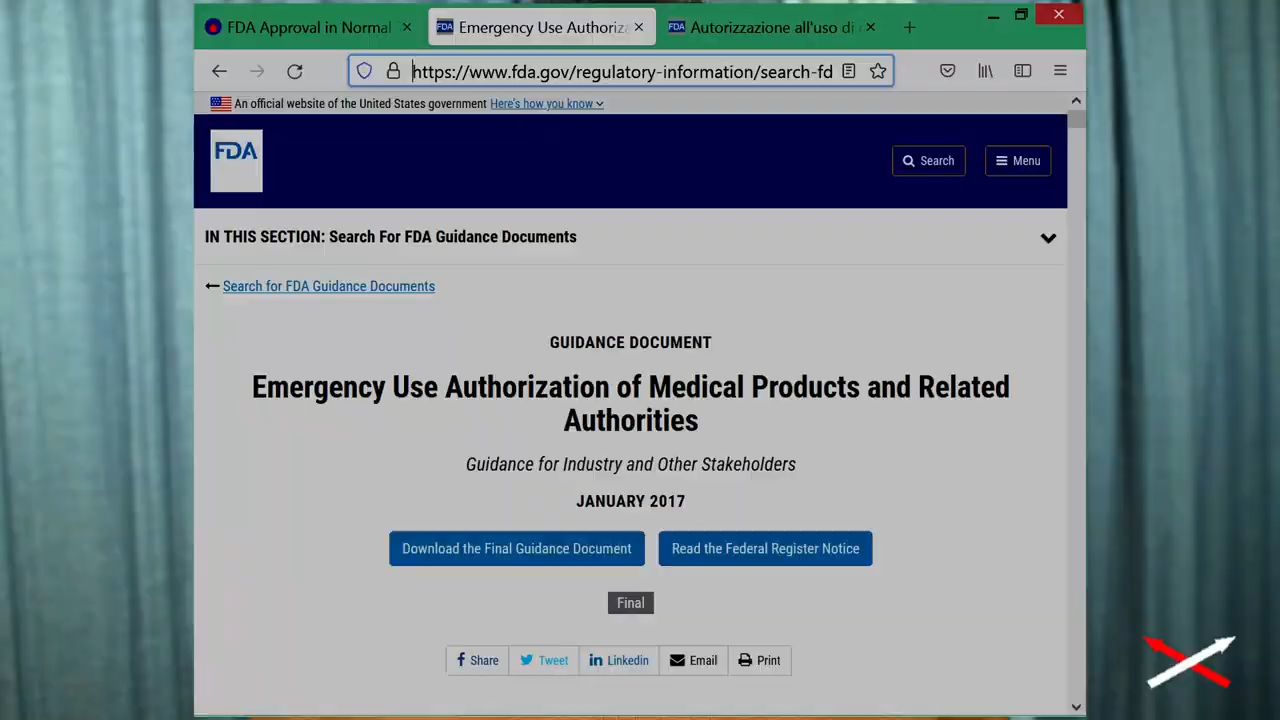 FDA Approval in Normal
Emergency Use Authoriz
Autorizzazione all'uso di
https://www.fda.gov/regulatory-information/search-fd
An official website of the United States government Here's how you know
FDA
Search
Menu
IN THIS SECTION: Search For FDA Guidance Documents
Search for FDA Guidance Documents
GUIDANCE DOCUMENT
Emergency Use Authorization of Medical Products and Related
Authorities
Guidance for Industry and Other Stakeholders
JANUARY 2017
Download the Final Guidance Document
Read the Federal Register Notice
Final
Share
Tweet
Linkedin
Email
Print